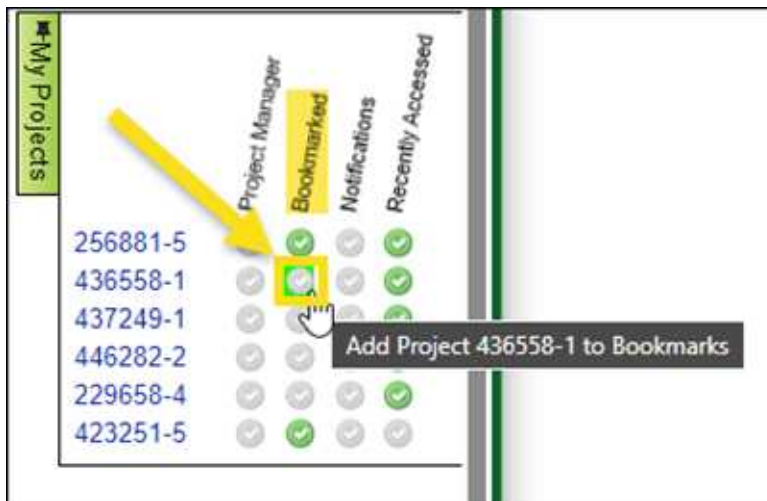 My Projects
Project Manager
Bookmarked
Notifications
Recently Accessed
256881-5
436558-1
437249-1
446282-2
229658-4
423251-5
Add Project 436558-1 to Bookmarks